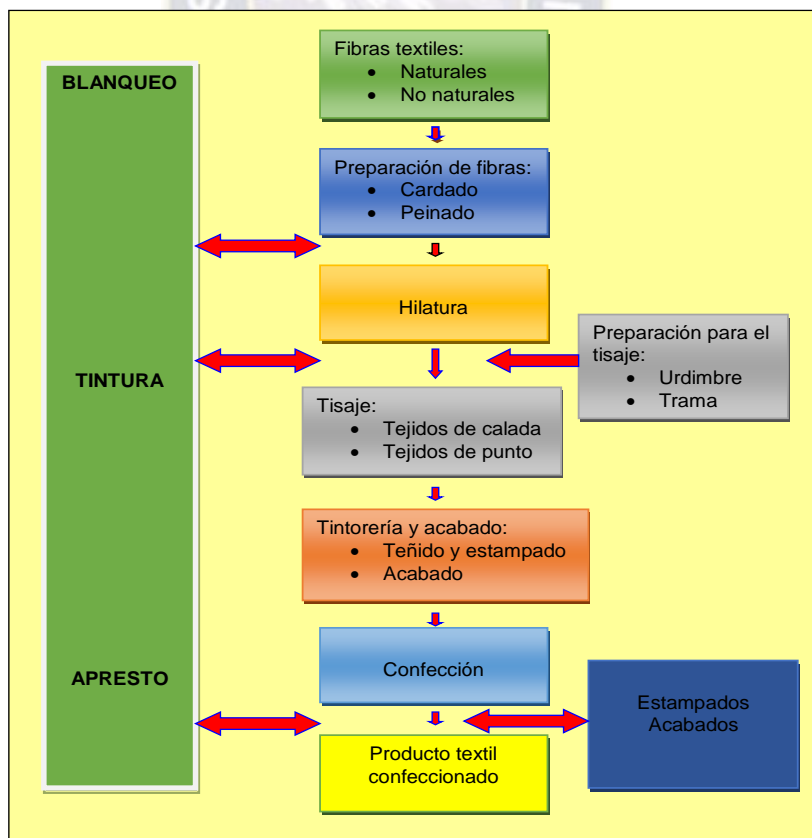 BLANQUEO
TINTURA
APRESTO
Fibras textiles:
• Naturales
• No naturales
Preparación de fibras:
• Cardado
• Peinado
Hilatura
Preparación para el
tisaje:
• Urdimbre
• Trama
Tisaje:
• Tejidos de calada
• Tejidos de punto
Tintorería y acabado:
• Teñido y estampado
• Acabado
Confección
Estampados
Acabados
Producto textil
confeccionado